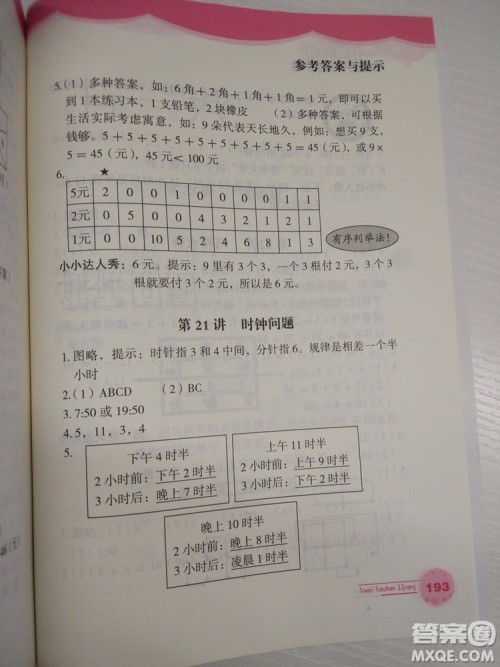 参考答案与提示
5.(1)多种答案，如：6角＋2角＋1角＋1角＝1元，即可以买
到1本练习本，1支铅笔，2块橡皮　(2)多种答案，可根据
生活实际考虑寓意，如：9朵代表天长地久，例如：想买9支，
钱够。5＋5＋5＋5＋5＋5＋5＋5＋5＝45（元），或9×
5＝45（元），45元＜100元
6. ★
5元 2 0 0 1 0 0 0 0 1 1
2元 0 5 0 0 4 3 2 1 2 1
1元 0 0 10 5 2 4 6 8 1 3
有序列举法！
小小达人秀：6元。提示：9里有3个3，一个3根付2元，3个3
根就要付3个2元，所以是6元。
第21讲　时钟问题
1.图略，提示：时针指3和4中间，分针指6。规律是相差一个半
小时
2.(1)ABCD　(2)BC
3.7:50或19:50
4.5，11，3，4
5.
下午4时半
2小时前：下午2时半
3小时后：晚上7时半
上午11时半
2小时前：上午9时半
3小时后：下午2时半
晚上10时半
2小时前：晚上8时半
3小时后：凌晨1时半
193
答案圈
MXQE.COM